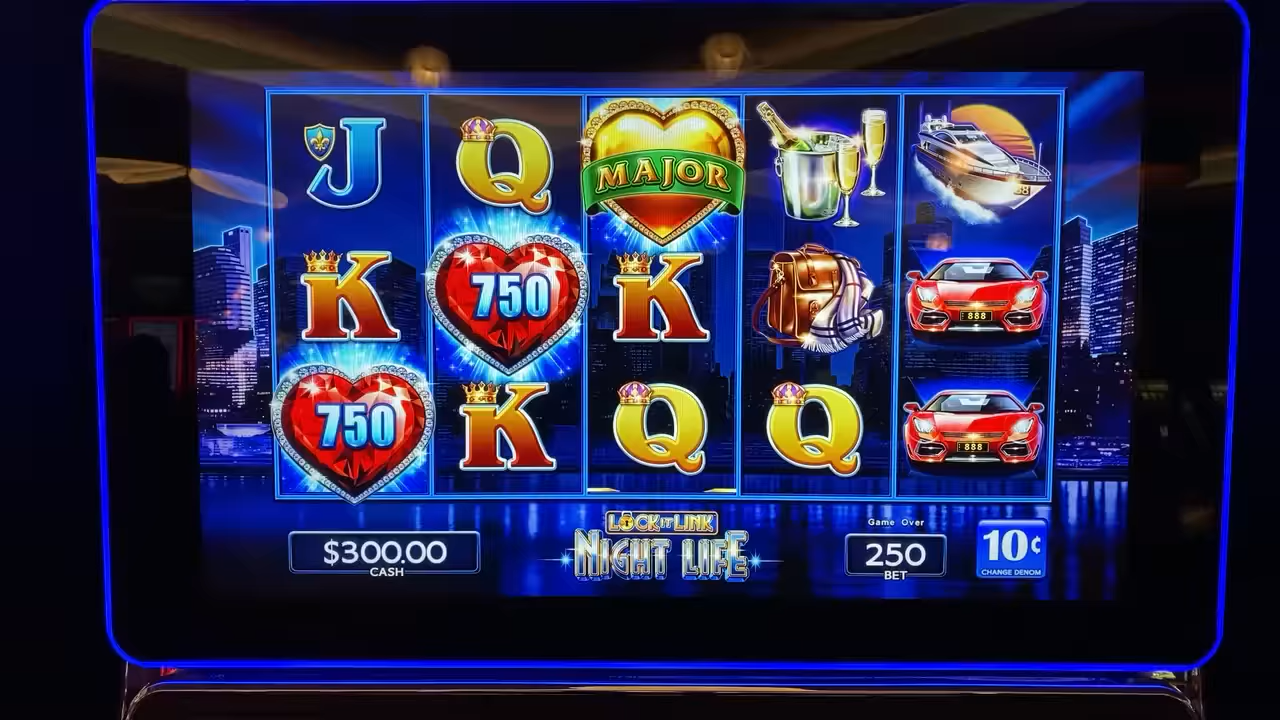 J
Q
MAJOR
88
K
750
K
888
750
K
Q
Q
888
LOCK IT LINK
NIGHT LIFE
$300.00
CASH
Game Over
250
BET
10¢
CHANGE DENOM